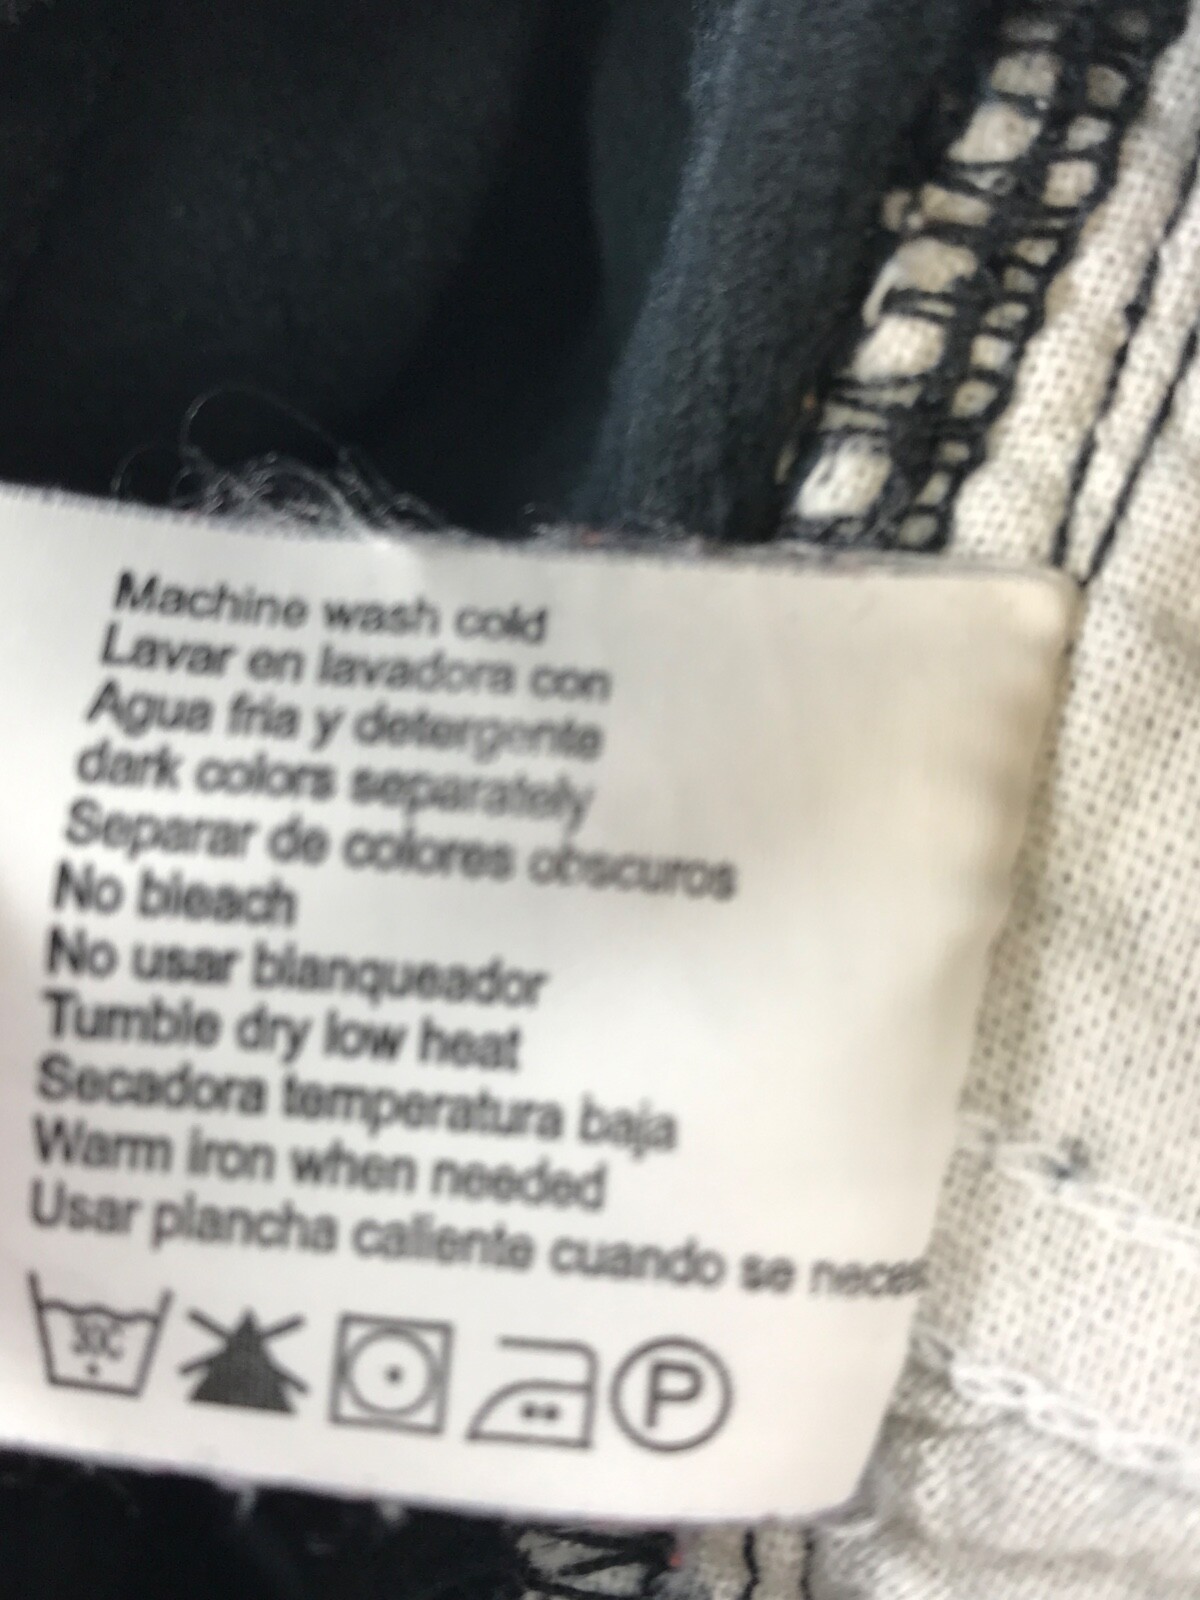 Machine wash cold
Lavar en lavadora con
Agua fria y detergente
dark colors separately
Separar de colores obscuros
No bleach
No usar blanqueador
Tumble dry low heat
Secadora temperatura baja
Warm iron when needed
Usar plancha caliente cuando se
30C
P